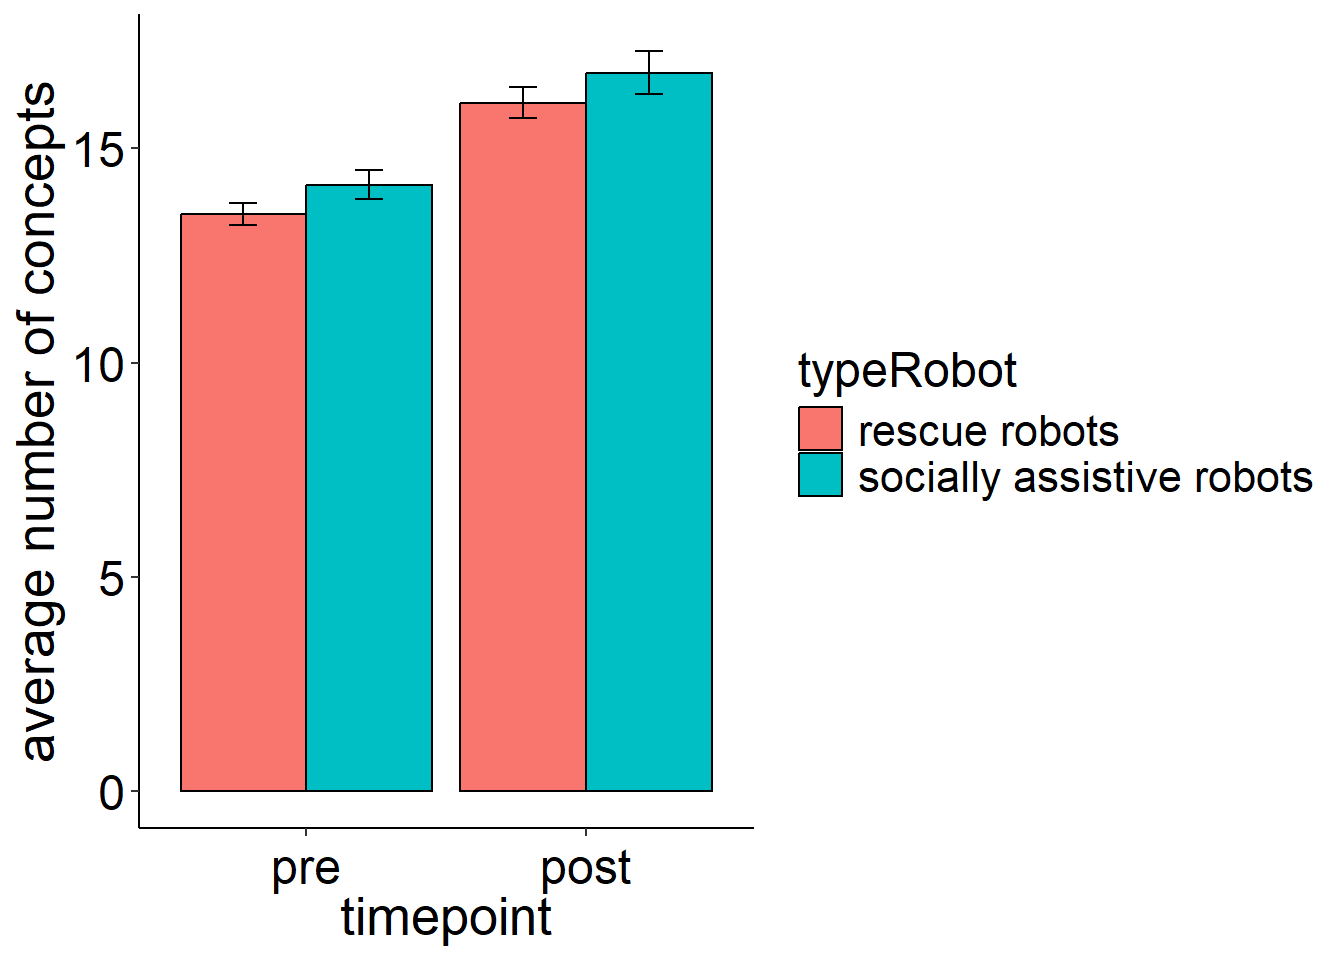 average number of concepts
15
10
5
0
pre
post
timepoint
typeRobot
rescue robots
socially assistive robots